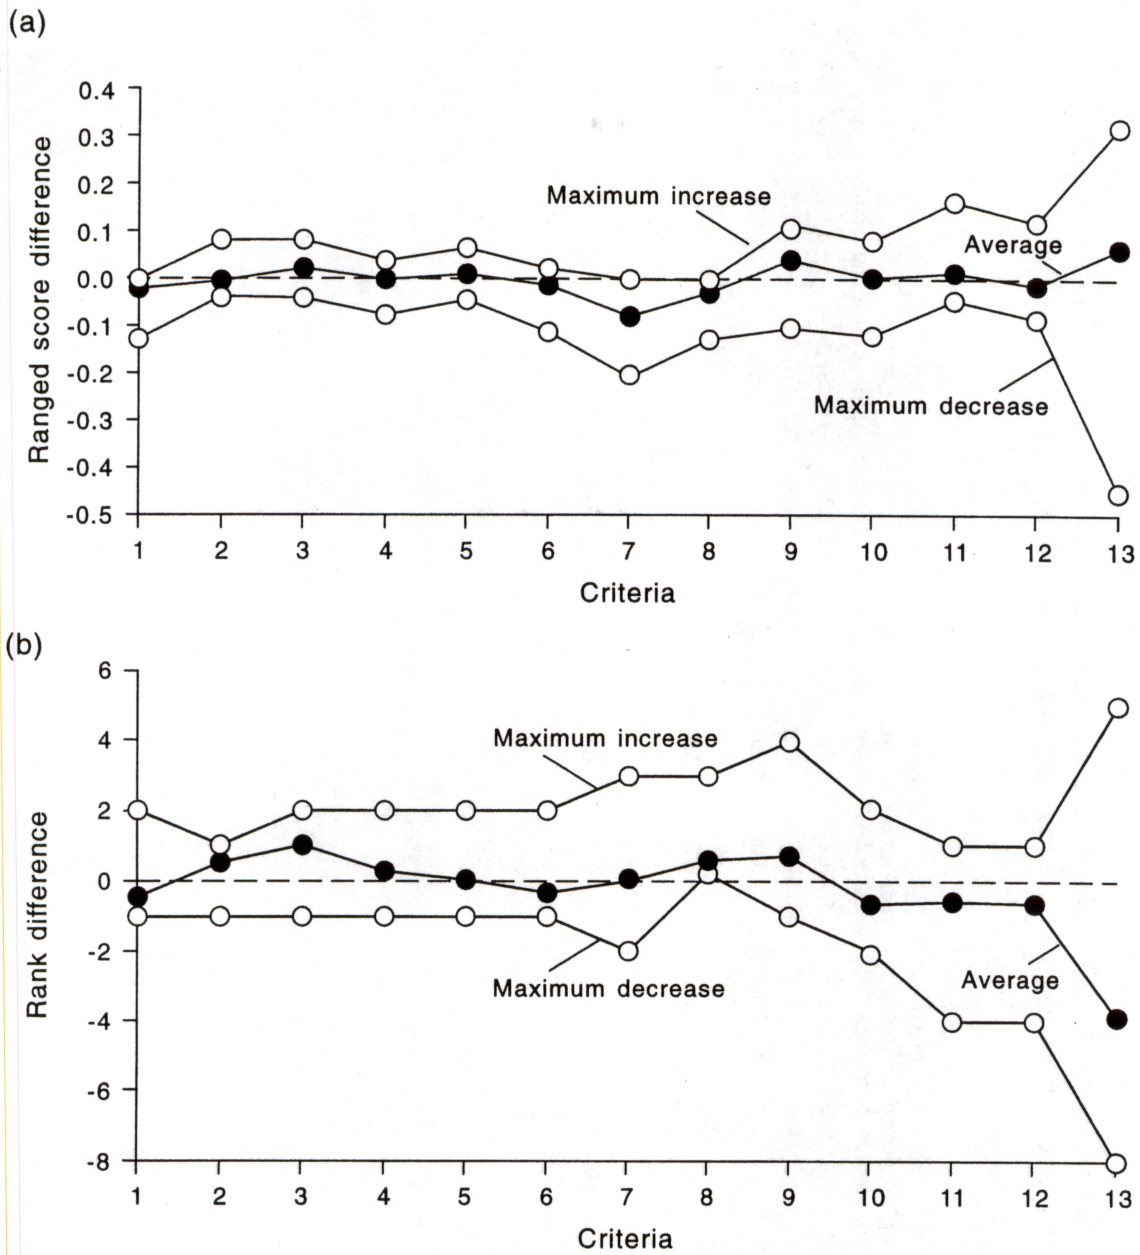 (a)
Ranged score difference
0.4
0.3
0.2
0.1
0.0
-0.1
-0.2
-0.3
-0.4
-0.5
Maximum increase
Average
Maximum decrease
1 2 3 4 5 6 7 8 9 10 11 12 13
Criteria
(b)
Rank difference
6
4
2
0
-2
-4
-6
-8
Maximum increase
Maximum decrease
Average
1 2 3 4 5 6 7 8 9 10 11 12 13
Criteria